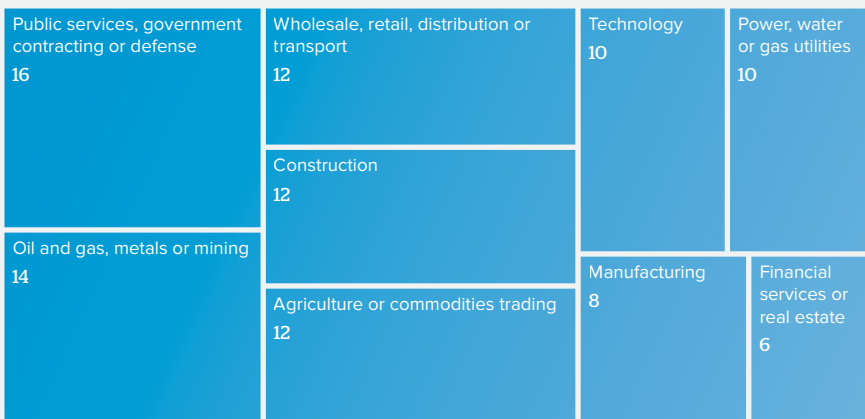 Public services, government
contracting or defense
16
Wholesale, retail, distribution or
transport
12
Technology
10
Power, water
or gas utilities
10
Construction
12
Oil and gas, metals or mining
14
Agriculture or commodities trading
12
Manufacturing
8
Financial
services or
real estate
6